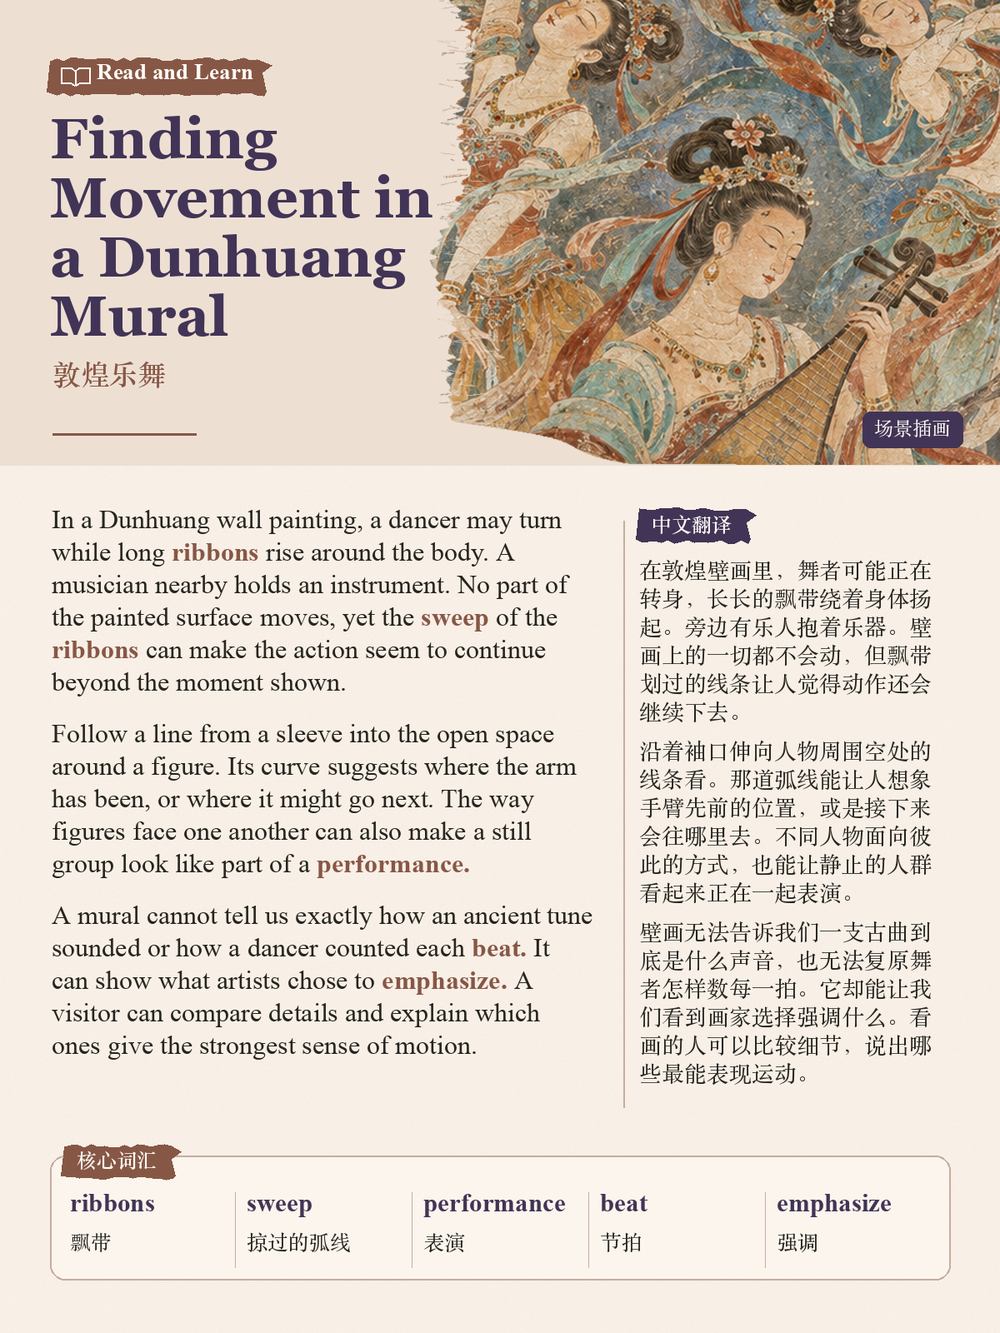 Read and Learn
Finding
Movement in
a Dunhuang
Mural
敦煌乐舞
场景插画
In a Dunhuang wall painting, a dancer may turn
while long ribbons rise around the body. A
musician nearby holds an instrument. No part of
the painted surface moves, yet the sweep of the
ribbons can make the action seem to continue
beyond the moment shown.
Follow a line from a sleeve into the open space
around a figure. Its curve suggests where the arm
has been, or where it might go next. The way
figures face one another can also make a still
group look like part of a performance.
A mural cannot tell us exactly how an ancient tune
sounded or how a dancer counted each beat. It
can show what artists chose to emphasize. A
visitor can compare details and explain which
ones give the strongest sense of motion.
中文翻译
在敦煌壁画里，舞者可能正在
转身，长长的飘带绕着身体扬
起。旁边有乐人抱着乐器。壁
画上的一切都不会动，但飘带
划过的线条让人觉得动作还会
继续下去。
沿着袖口伸向人物周围空处的
线条看。那道弧线能让人想象
手臂先前的位置，或是接下来
会往哪里去。不同人物面向彼
此的方式，也能让静止的人群
看起来正在一起表演。
壁画无法告诉我们一支古曲到
底是什么声音，也无法复原舞
者怎样数每一拍。它却能让我
们看到画家选择强调什么。看
画的人可以比较细节，说出哪
些最能表现运动。
核心词汇
ribbons
飘带
sweep
掠过的弧线
performance
表演
beat
节拍
emphasize
强调